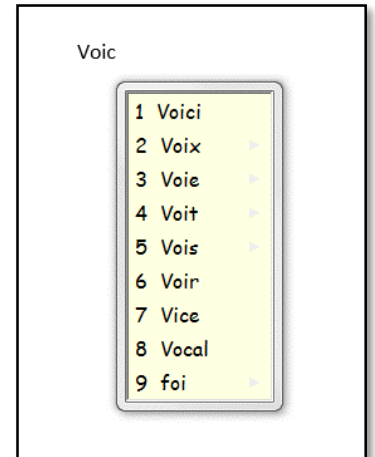 Voic
1 Voici
2 Voix
3 Voie
4 Voit
5 Vois
6 Voir
7 Vice
8 Vocal
9 foi